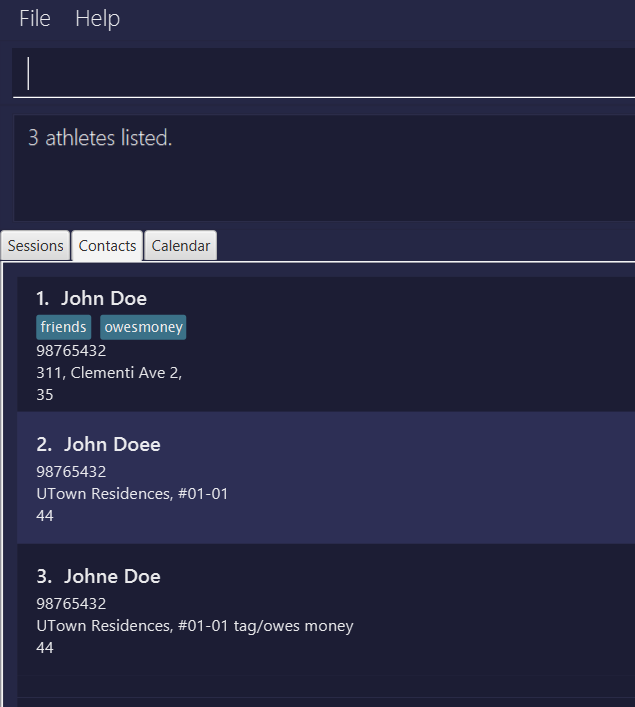 File Help
3 athletes listed.
Sessions Contacts Calendar
1. John Doe
friends owesmoney
98765432
311, Clementi Ave 2,
35
2. John Doee
98765432
UTown Residences, #01-01
44
3. Johne Doe
98765432
UTown Residences, #01-01 tag/owes money
44